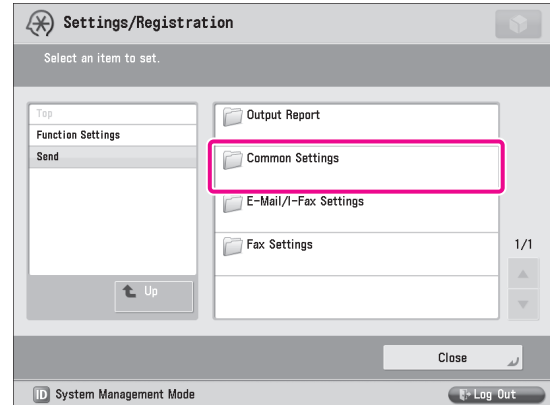 Settings/Registration
Select an item to set.
Top
Function Settings
Send
Up
Output Report
Common Settings
E-Mail/I-Fax Settings
Fax Settings
1/1
Close
ID System Management Mode
Log Out